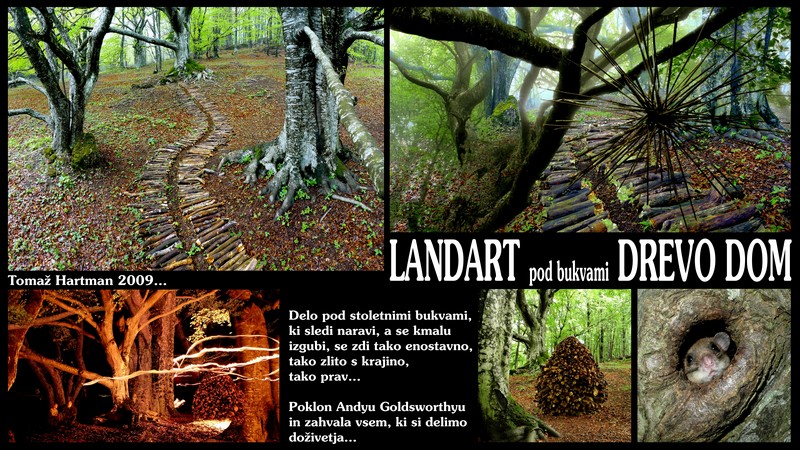 LANDART pod bukvami DREVO DOM
Tomaž Hartman 2009...
Delo pod stoletnimi bukvami,
ki sledi naravi, a se kmalu
izgubi, se zdi tako enostavno,
tako zlito s krajino,
tako prav...
Poklon Andyu Goldsworthyu
in zahvala vsem, ki si delimo
doživetja...